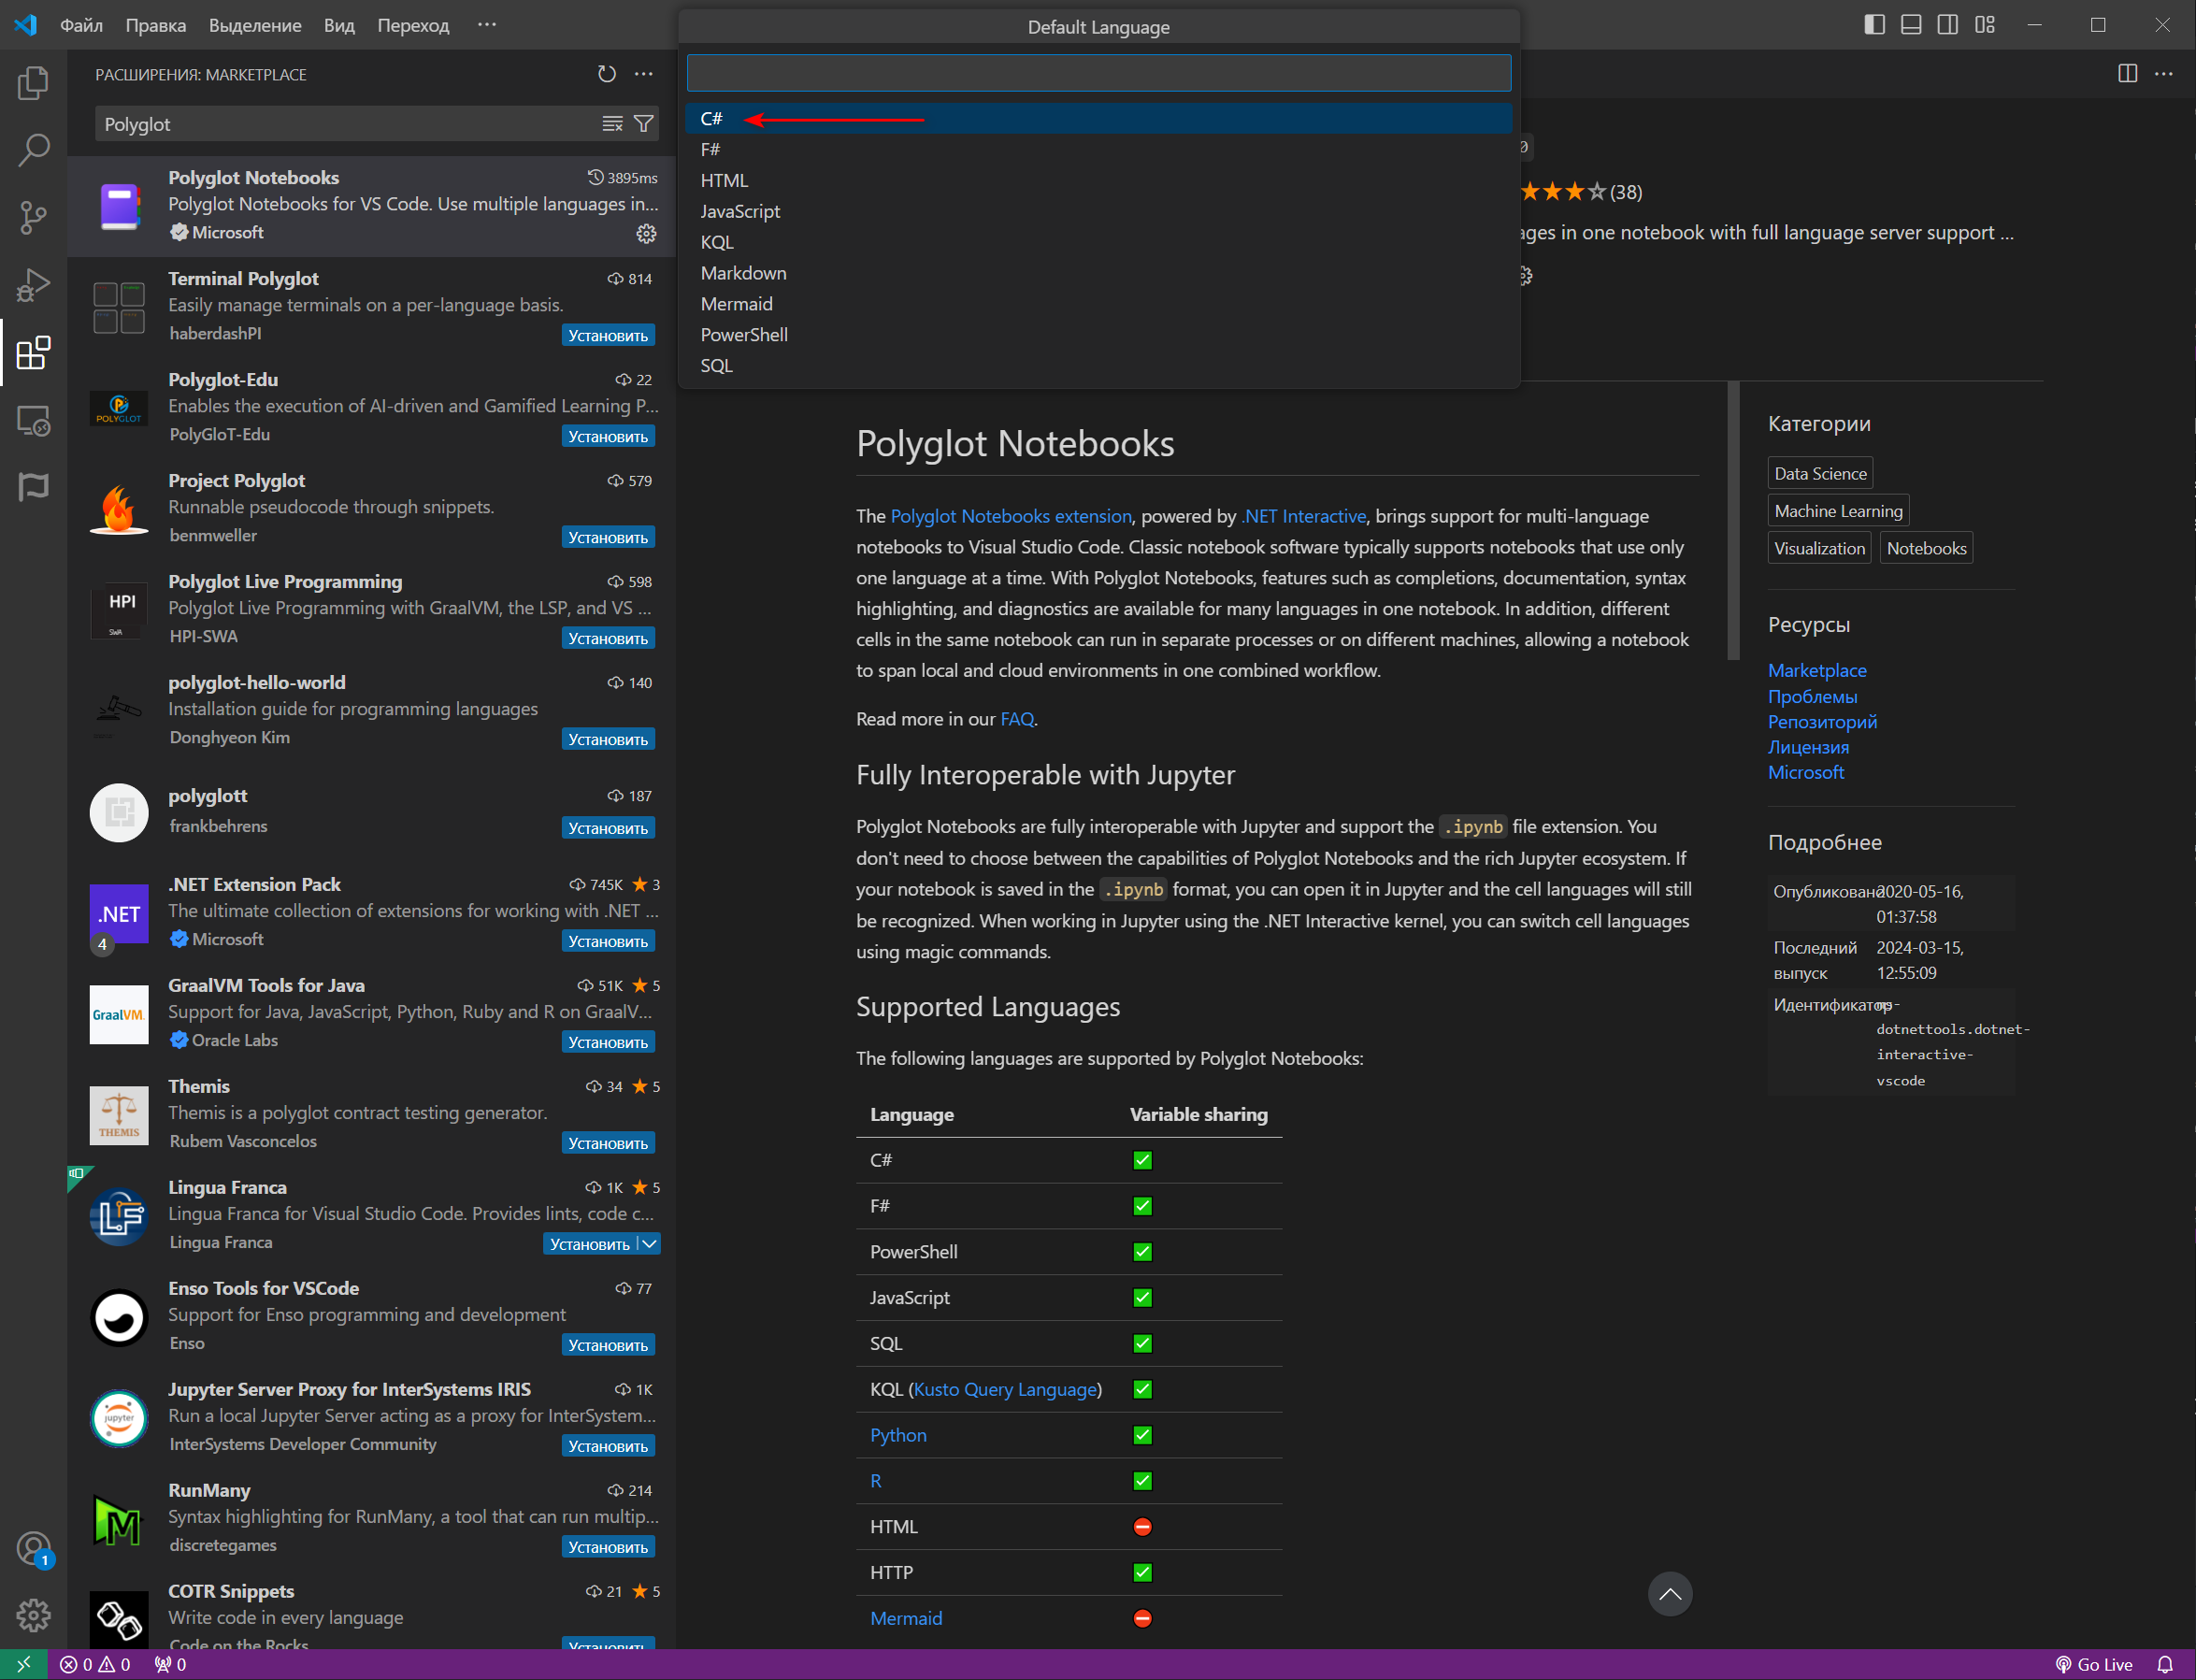 Файл Правка Выделение Вид Переход ···
Default Language
C#
F#
HTML
JavaScript
KQL
Markdown
Mermaid
PowerShell
SQL
РАСШИРЕНИЯ: MARKETPLACE
Polyglot
Polyglot Notebooks 3895ms
Polyglot Notebooks for VS Code. Use multiple languages in...
Microsoft
Terminal Polyglot 814
Easily manage terminals on a per-language basis.
haberdashPI Установить
Polyglot-Edu 22
Enables the execution of AI-driven and Gamified Learning P...
PolyGloT-Edu Установить
POLYGLOT
Project Polyglot 579
Runnable pseudocode through snippets.
benmweller Установить
Polyglot Live Programming 598
Polyglot Live Programming with GraalVM, the LSP, and VS ...
HPI-SWA Установить
HPI
SWA
polyglot-hello-world 140
Installation guide for programming languages
Donghyeon Kim Установить
polyglott 187
frankbehrens Установить
.NET Extension Pack 745K 3
The ultimate collection of extensions for working with .NET ...
Microsoft Установить
.NET
4
GraalVM Tools for Java 51K 5
Support for Java, JavaScript, Python, Ruby and R on GraalV...
Oracle Labs Установить
GraalVM
Themis 34 5
Themis is a polyglot contract testing generator.
Rubem Vasconcelos Установить
THEMIS
Lingua Franca 1K 5
Lingua Franca for Visual Studio Code. Provides lints, code c...
Lingua Franca Установить
LF
Enso Tools for VSCode 77
Support for Enso programming and development
Enso Установить
Jupyter Server Proxy for InterSystems IRIS 1K
Run a local Jupyter Server acting as a proxy for InterSystem...
InterSystems Developer Community Установить
jupyter
RunMany 214
Syntax highlighting for RunMany, a tool that can run multip...
discretegames Установить
COTR Snippets 21 5
Write code in every language
Code on the Rocks Установить
(38)
ages in one notebook with full language server support ...
Polyglot Notebooks
The Polyglot Notebooks extension, powered by .NET Interactive, brings support for multi-language
notebooks to Visual Studio Code. Classic notebook software typically supports notebooks that use only
one language at a time. With Polyglot Notebooks, features such as completions, documentation, syntax
highlighting, and diagnostics are available for many languages in one notebook. In addition, different
cells in the same notebook can run in separate processes or on different machines, allowing a notebook
to span local and cloud environments in one combined workflow.
Read more in our FAQ.
Fully Interoperable with Jupyter
Polyglot Notebooks are fully interoperable with Jupyter and support the .ipynb file extension. You
don't need to choose between the capabilities of Polyglot Notebooks and the rich Jupyter ecosystem. If
your notebook is saved in the .ipynb format, you can open it in Jupyter and the cell languages will still
be recognized. When working in Jupyter using the .NET Interactive kernel, you can switch cell languages
using magic commands.
Supported Languages
The following languages are supported by Polyglot Notebooks:
Language Variable sharing
C#
F#
PowerShell
JavaScript
SQL
KQL (Kusto Query Language)
Python
R
HTML
HTTP
Mermaid
Категории
Data Science
Machine Learning
Visualization Notebooks
Ресурсы
Marketplace
Проблемы
Репозиторий
Лицензия
Microsoft
Подробнее
Опубликовано 2020-05-16,
01:37:58
Последний 2024-03-15,
выпуск 12:55:09
Идентификатор ms-
dotnettools.dotnet-
interactive-
vscode
1
0 0 0
Go Live